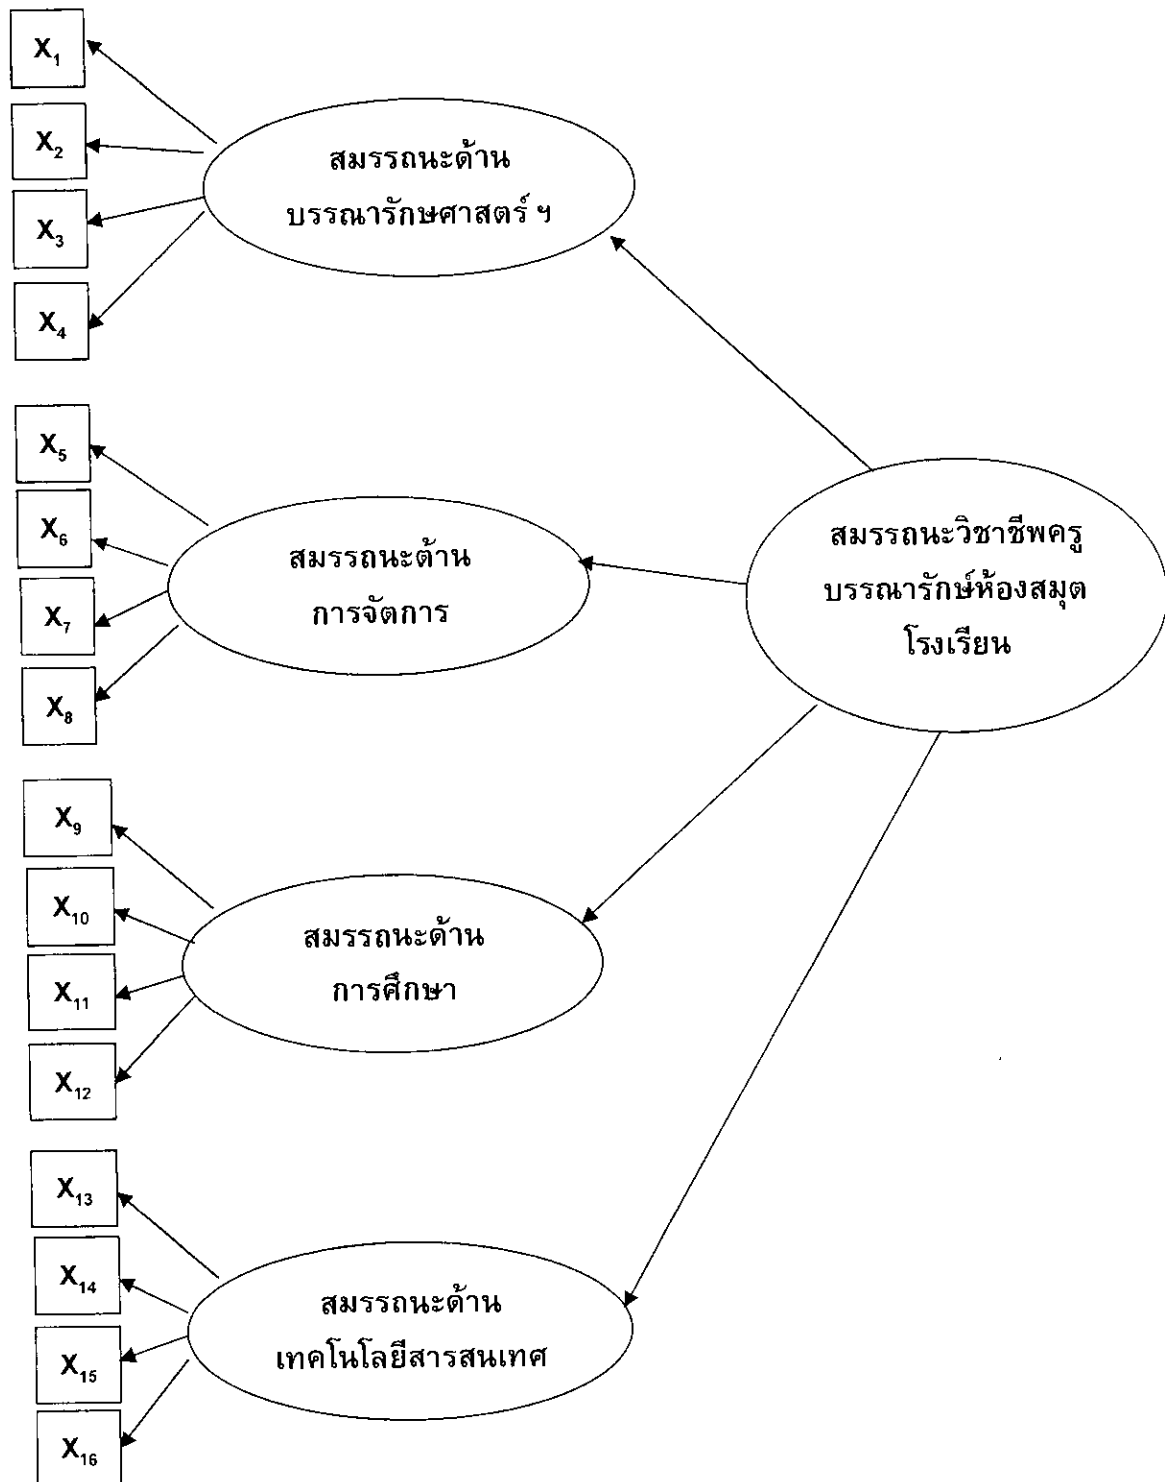 X₁
X₂
X₃
X₄
สมรรถนะด้าน
บรรณารักษศาสตร์ ฯ
X₅
X₆
X₇
X₈
สมรรถนะด้าน
การจัดการ
สมรรถนะวิชาชีพครู
บรรณารักษ์ห้องสมุด
โรงเรียน
X₉
X₁₀
X₁₁
X₁₂
สมรรถนะด้าน
การศึกษา
X₁₃
X₁₄
X₁₅
X₁₆
สมรรถนะด้าน
เทคโนโลยีสารสนเทศ